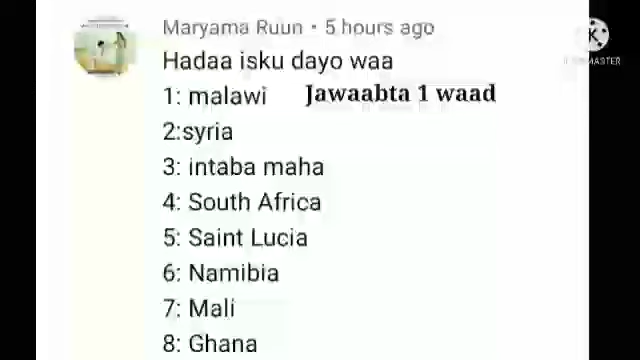 Maryama Ruun • 5 hours ago
Hadaa isku dayo waa
1: malawi Jawaabta 1 waad
2:syria
3: intaba maha
4: South Africa
5: Saint Lucia
6: Namibia
7: Mali
8: Ghana